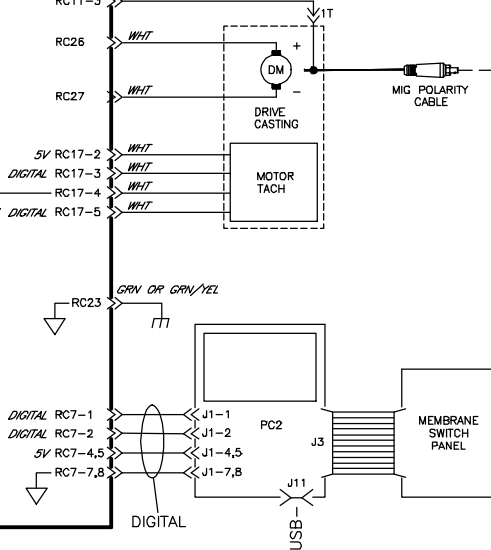 RC11-3
1T
RC26 WHT
+
DM
RC27 WHT
−
DRIVE
CASTING
MIG POLARITY
CABLE
5V RC17-2 WHT
DIGITAL RC17-3 WHT
RC17-4 WHT
DIGITAL RC17-5 WHT
MOTOR
TACH
GRN OR GRN/YEL
RC23
DIGITAL RC7-1 J1-1
DIGITAL RC7-2 J1-2
5V RC7-4,5 J1-4,5
RC7-7,8 J1-7,8
PC2
J3
MEMBRANE
SWITCH
PANEL
J11
DIGITAL
USB-